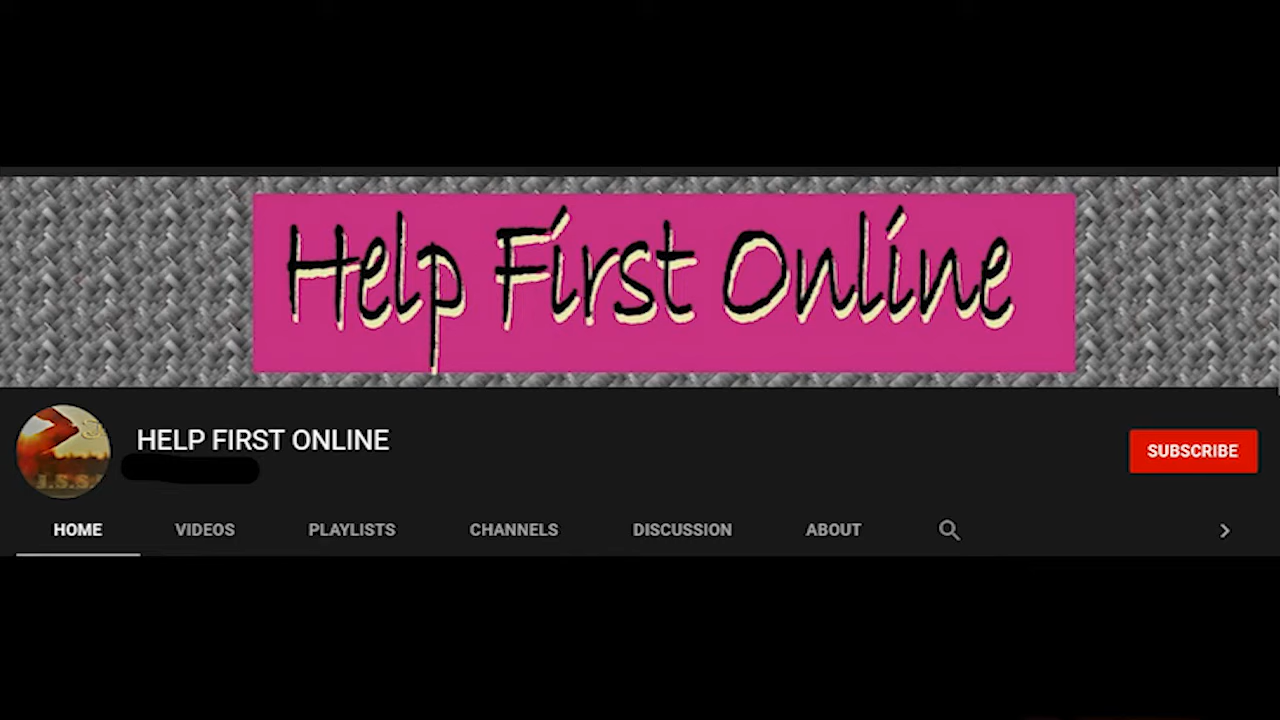 Help First Online
HELP FIRST ONLINE
SUBSCRIBE
J.S.S.
HOME VIDEOS PLAYLISTS CHANNELS DISCUSSION ABOUT